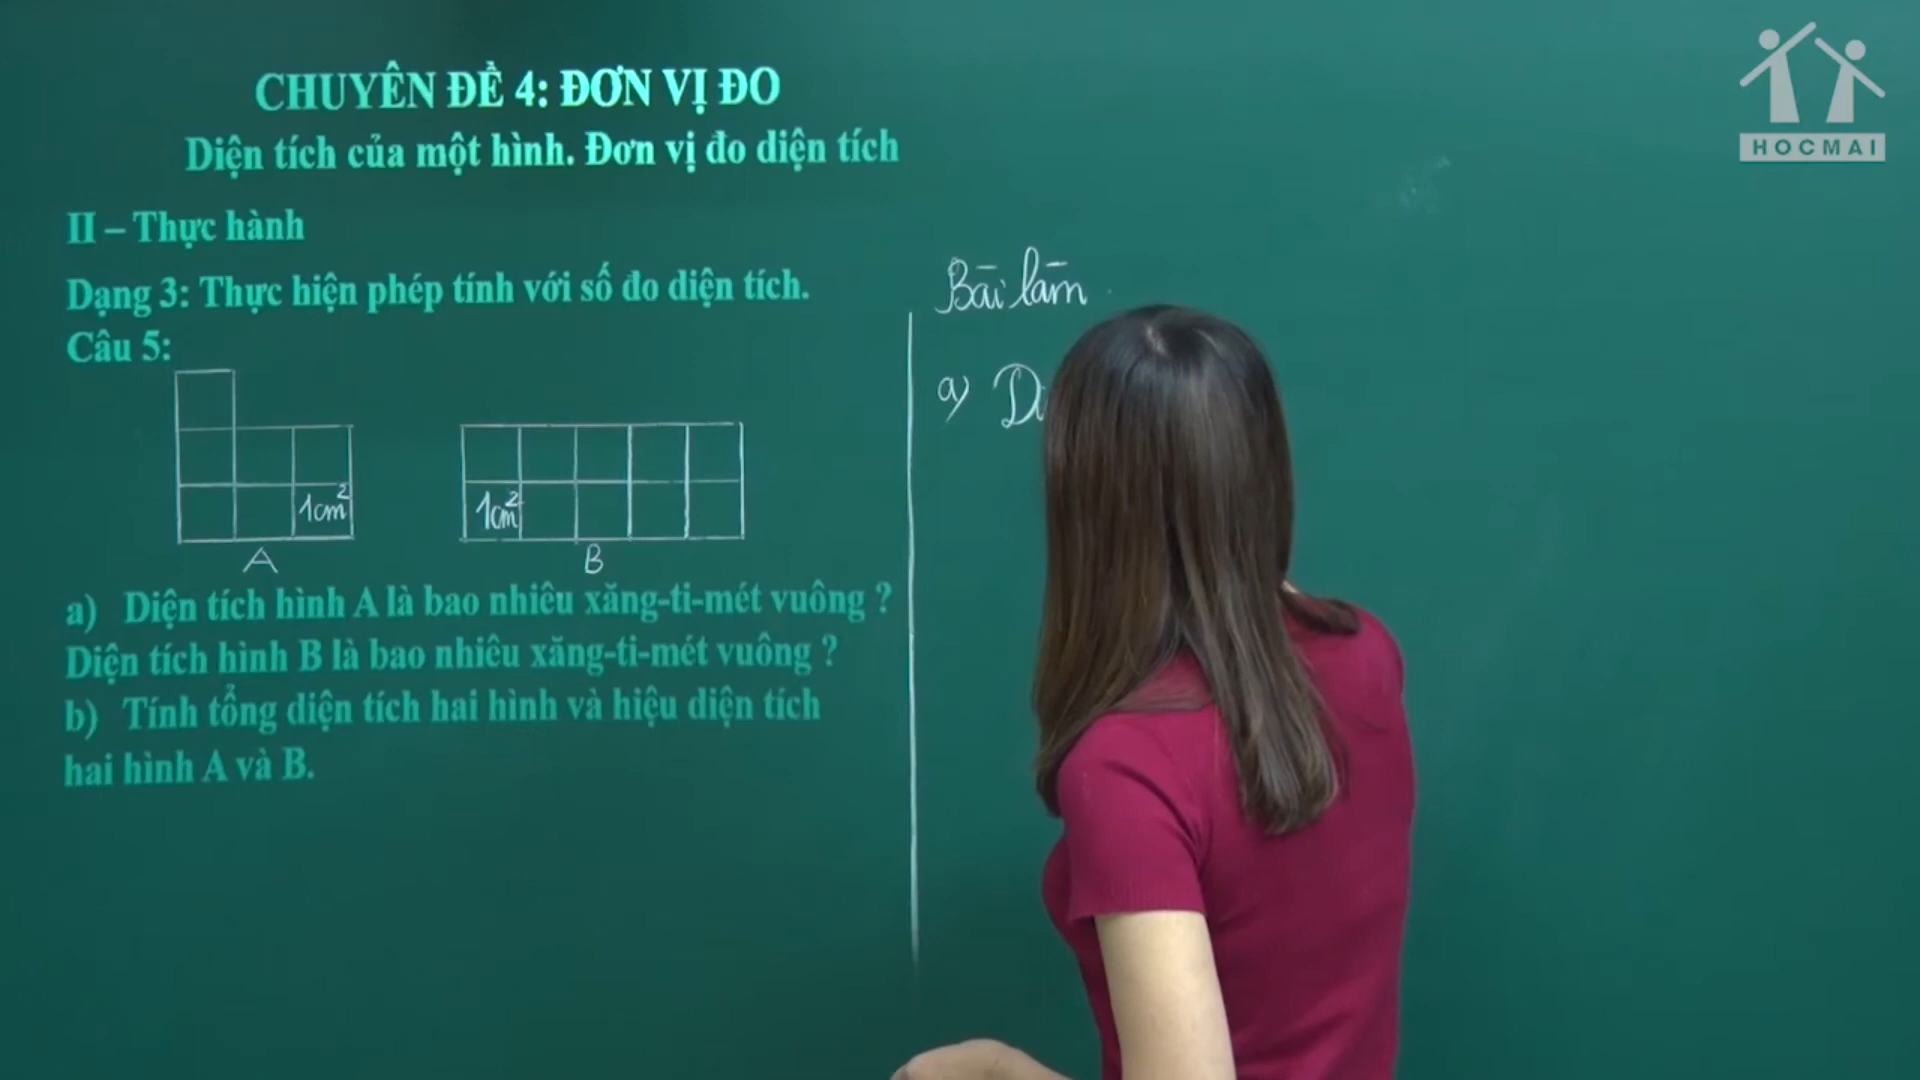 HOCMAI
CHUYÊN ĐỀ 4: ĐƠN VỊ ĐO
Diện tích của một hình. Đơn vị đo diện tích
II – Thực hành
Dạng 3: Thực hiện phép tính với số đo diện tích.
Câu 5:
1cm²
1cm²
A
B
a) Diện tích hình A là bao nhiêu xăng-ti-mét vuông ?
Diện tích hình B là bao nhiêu xăng-ti-mét vuông ?
b) Tính tổng diện tích hai hình và hiệu diện tích
hai hình A và B.
Bài làm
a)